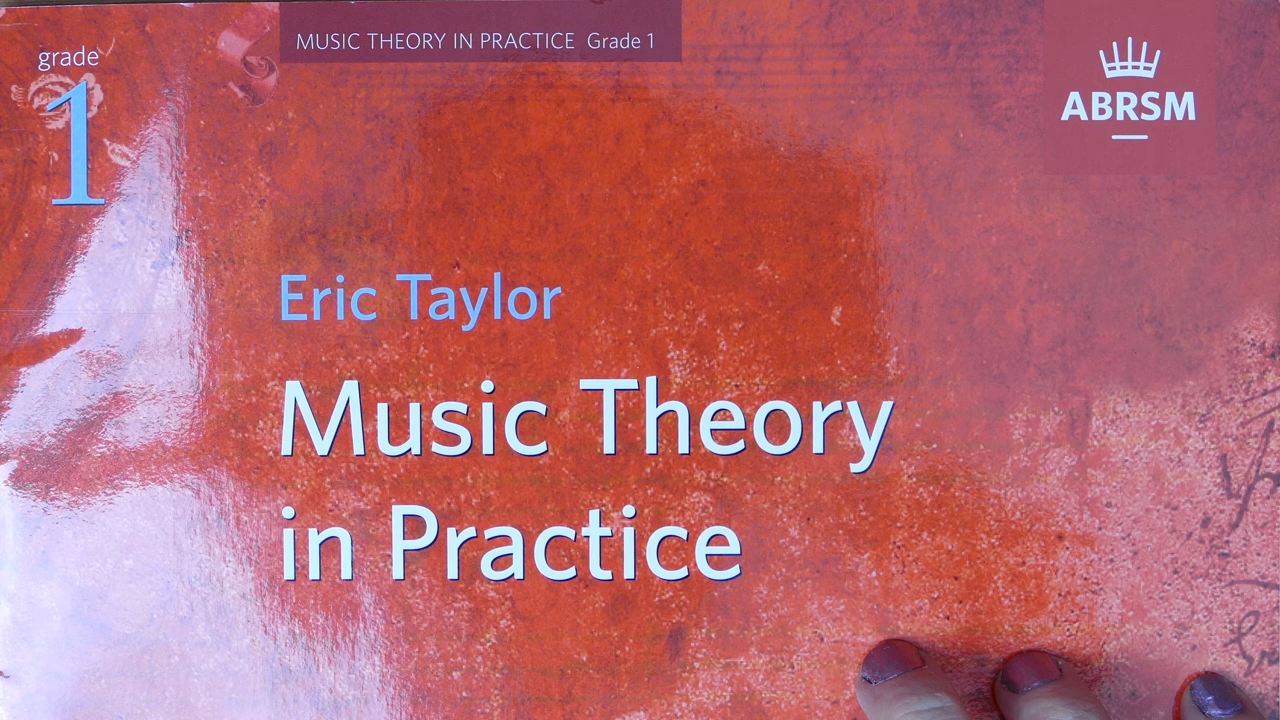 MUSIC THEORY IN PRACTICE Grade 1
grade
1
ABRSM
Eric Taylor
Music Theory
in Practice